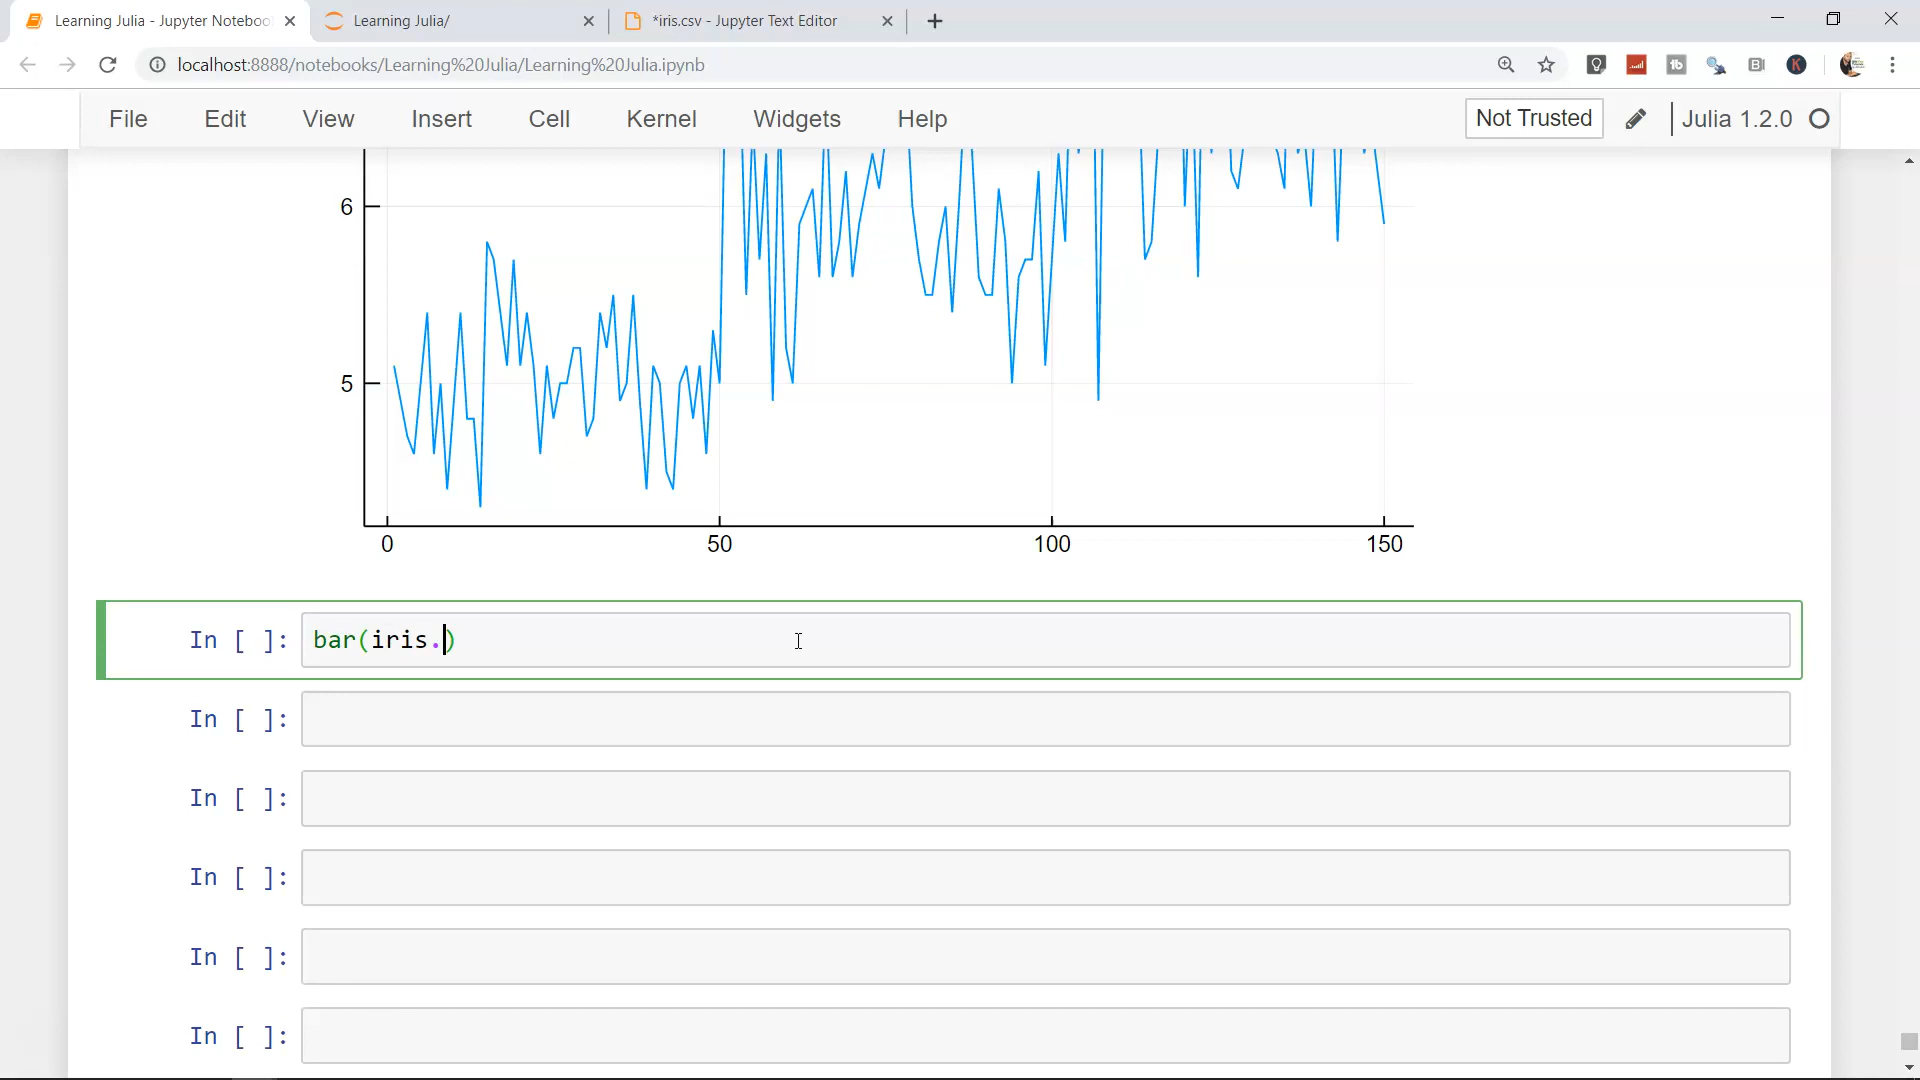 Learning Julia - Jupyter Noteboo
Learning Julia/
*iris.csv - Jupyter Text Editor
localhost:8888/notebooks/Learning%20Julia/Learning%20Julia.ipynb
File Edit View Insert Cell Kernel Widgets Help
Not Trusted
Julia 1.2.0
6
5
0 50 100 150
In [ ]: bar(iris.)
In [ ]:
In [ ]:
In [ ]:
In [ ]:
In [ ]: